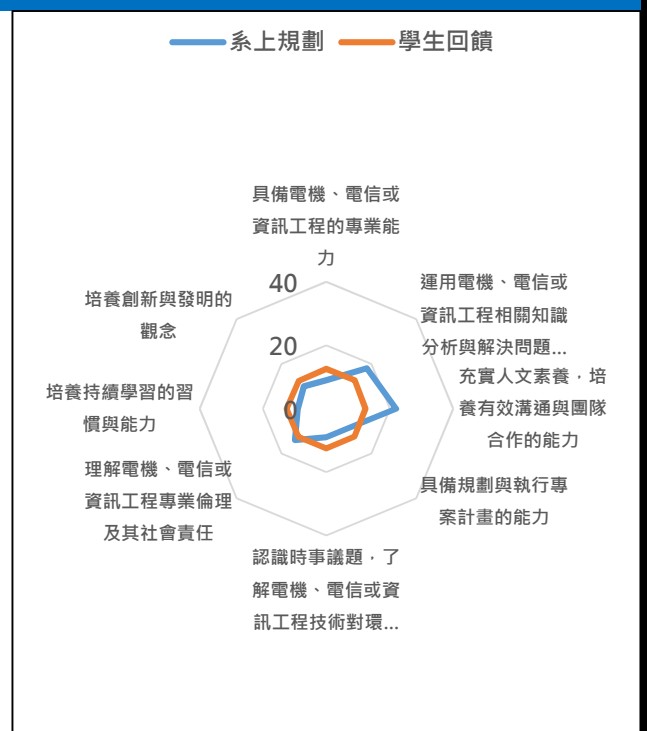 系上規劃 學生回饋
具備電機、電信或
資訊工程的專業能
力
運用電機、電信或
資訊工程相關知識
分析與解決問題...
充實人文素養，培
養有效溝通與團隊
合作的能力
具備規劃與執行專
案計畫的能力
認識時事議題，了
解電機、電信或資
訊工程技術對環...
理解電機、電信或
資訊工程專業倫理
及其社會責任
培養持續學習的習
慣與能力
培養創新與發明的
觀念
40
20
0